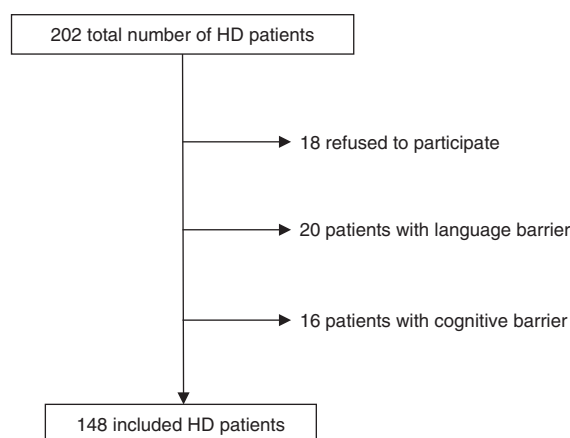 202 total number of HD patients
18 refused to participate
20 patients with language barrier
16 patients with cognitive barrier
148 included HD patients